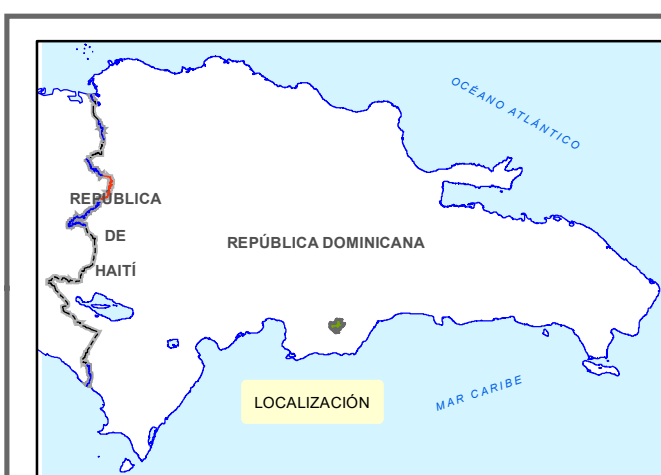 OCÉANO ATLÁNTICO
REPÚBLICA
DE
HAITÍ
REPÚBLICA DOMINICANA
LOCALIZACIÓN
MAR CARIBE